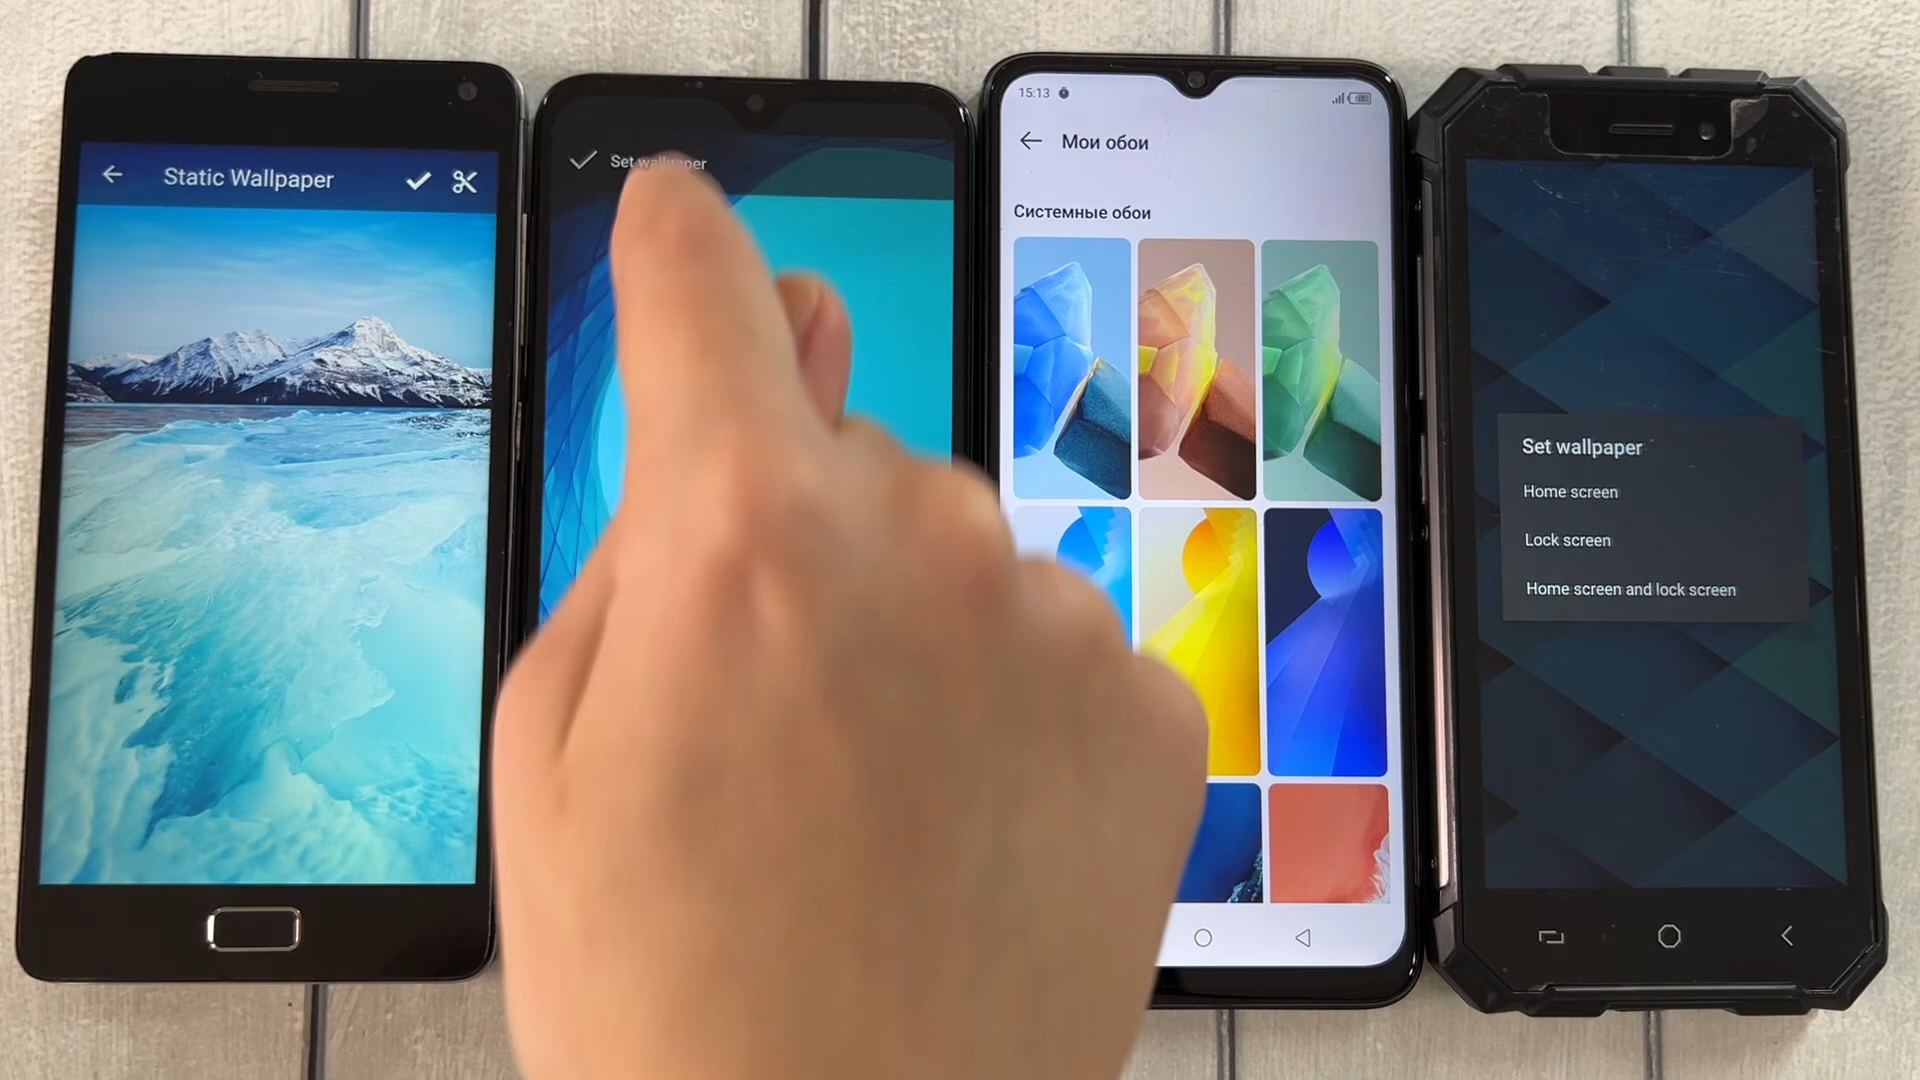 Static Wallpaper
Set wallpaper
15:13
Мои обои
Системные обои
Set wallpaper
Home screen
Lock screen
Home screen and lock screen